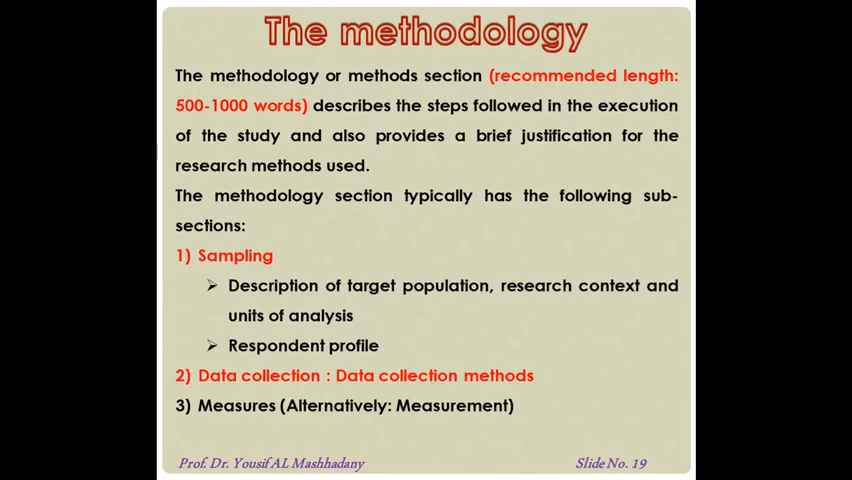 The methodology
The methodology or methods section (recommended length:
500-1000 words) describes the steps followed in the execution
of the study and also provides a brief justification for the
research methods used.
The methodology section typically has the following sub-
sections:
1) Sampling
➢ Description of target population, research context and
units of analysis
➢ Respondent profile
2) Data collection : Data collection methods
3) Measures (Alternatively: Measurement)
Prof. Dr. Yousif AL Mashhadany
Slide No. 19